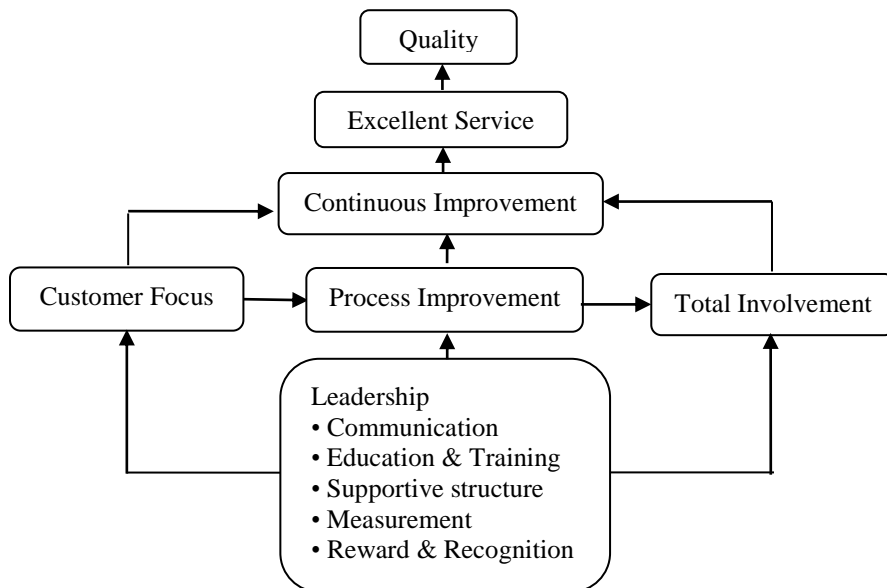 Quality
Excellent Service
Continuous Improvement
Customer Focus
Process Improvement
Total Involvement
Leadership
• Communication
• Education & Training
• Supportive structure
• Measurement
• Reward & Recognition